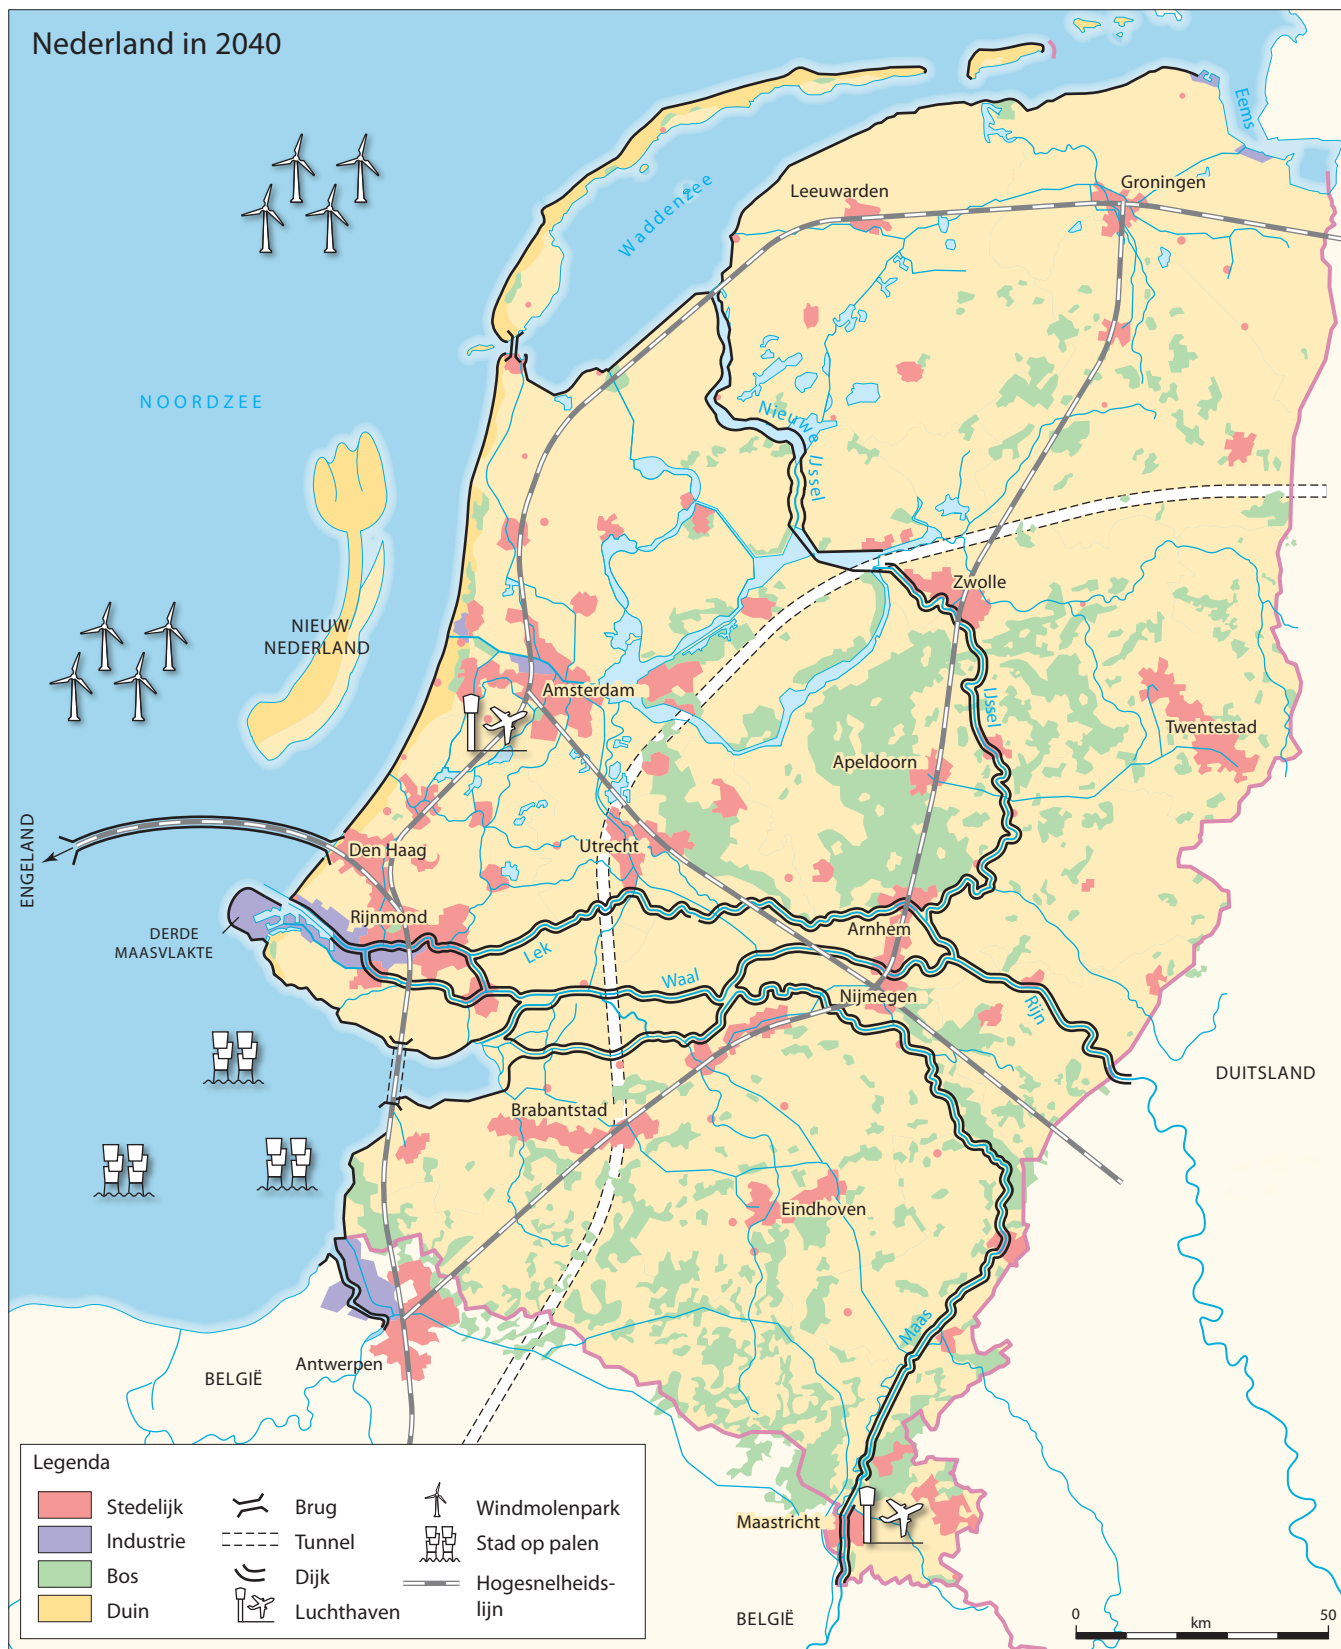 Nederland in 2040
Eems
Waddenzee
Leeuwarden
Groningen
NOORDZEE
Nieuwe IJssel
NIEUW
NEDERLAND
Zwolle
Amsterdam
IJssel
Twentestad
Apeldoorn
ENGELAND
Den Haag
Utrecht
Rijnmond
DERDE
MAASVLAKTE
Lek
Arnhem
Waal
Nijmegen
Rijn
DUITSLAND
Brabantstad
Eindhoven
Maas
Antwerpen
BELGIË
Maastricht
BELGIË
Legenda
Stedelijk
Industrie
Bos
Duin
Brug
Tunnel
Dijk
Luchthaven
Windmolenpark
Stad op palen
Hogesnelheids-
lijn
0 50
km